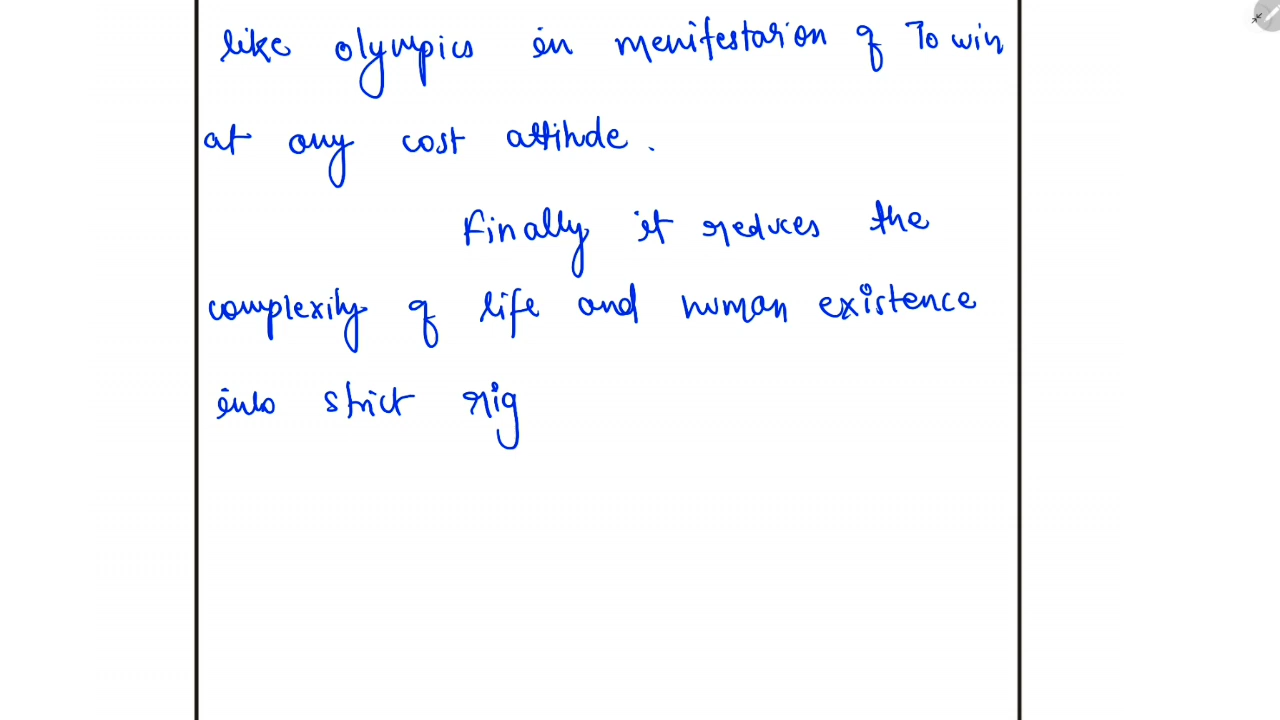 like olympics in menifestation of To win
at any cost attitude.
Finally it reduces the
complexity of life and human existence
into strict rig